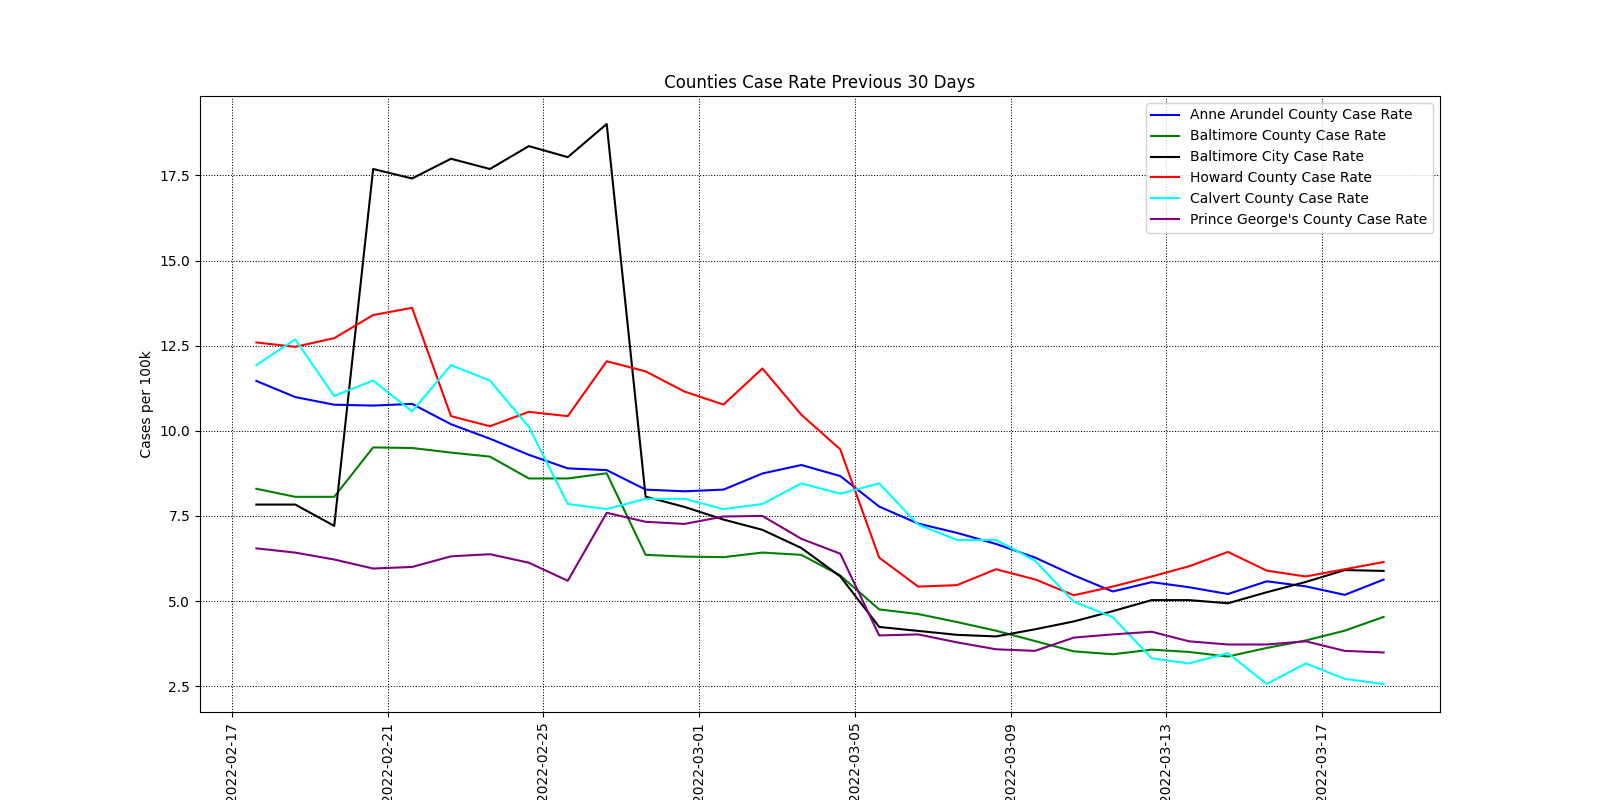 Counties Case Rate Previous 30 Days
Anne Arundel County Case Rate
Baltimore County Case Rate
Baltimore City Case Rate
Howard County Case Rate
Calvert County Case Rate
Prince George's County Case Rate
Cases per 100k
17.5
15.0
12.5
10.0
7.5
5.0
2.5
2022-02-17
2022-02-21
2022-02-25
2022-03-01
2022-03-05
2022-03-09
2022-03-13
2022-03-17